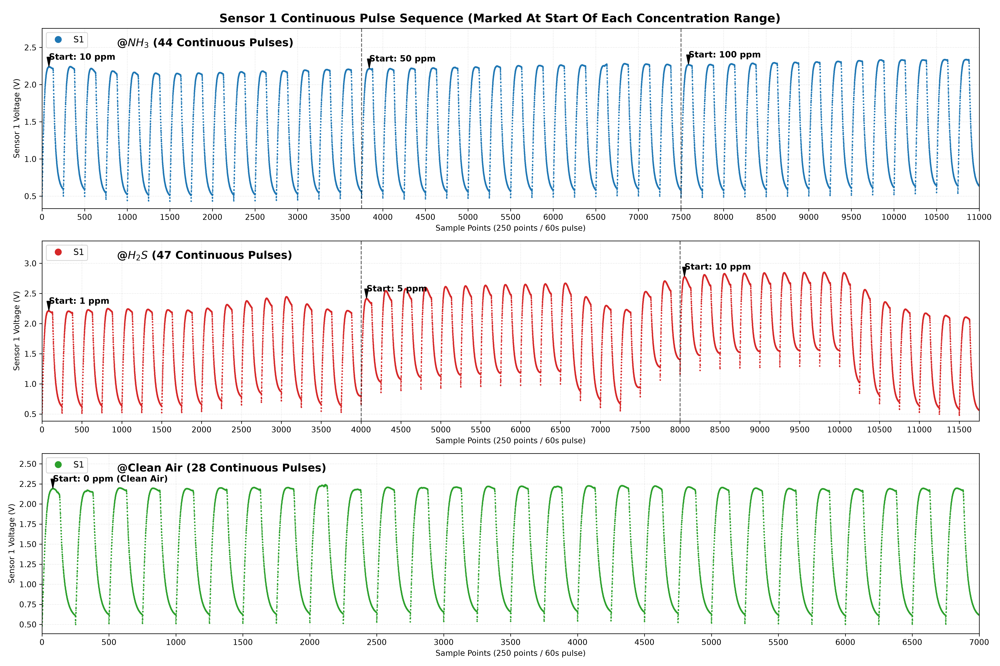 Sensor 1 Continuous Pulse Sequence (Marked At Start Of Each Concentration Range)
S1
@NH₃ (44 Continuous Pulses)
Start: 10 ppm
Start: 50 ppm
Start: 100 ppm
Sensor 1 Voltage (V)
2.5
2.0
1.5
1.0
0.5
0 500 1000 1500 2000 2500 3000 3500 4000 4500 5000 5500 6000 6500 7000 7500 8000 8500 9000 9500 10000 10500 11000
Sample Points (250 points / 60s pulse)
S1
@H₂S (47 Continuous Pulses)
Start: 1 ppm
Start: 5 ppm
Start: 10 ppm
Sensor 1 Voltage (V)
3.0
2.5
2.0
1.5
1.0
0.5
0 500 1000 1500 2000 2500 3000 3500 4000 4500 5000 5500 6000 6500 7000 7500 8000 8500 9000 9500 10000 10500 11000 11500
Sample Points (250 points / 60s pulse)
S1
@Clean Air (28 Continuous Pulses)
Start: 0 ppm (Clean Air)
Sensor 1 Voltage (V)
2.50
2.25
2.00
1.75
1.50
1.25
1.00
0.75
0.50
0 500 1000 1500 2000 2500 3000 3500 4000 4500 5000 5500 6000 6500 7000
Sample Points (250 points / 60s pulse)